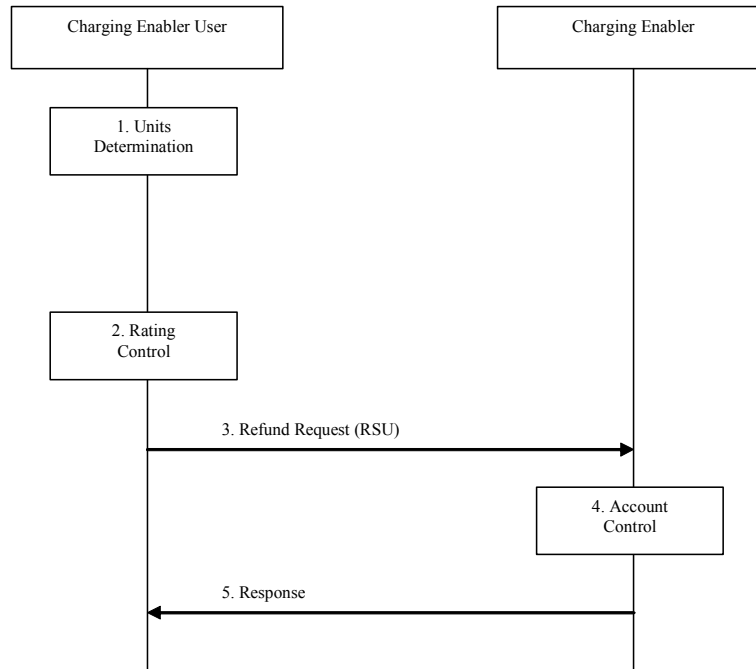 Charging Enabler User
Charging Enabler
1. Units
Determination
2. Rating
Control
3. Refund Request (RSU)
4. Account
Control
5. Response